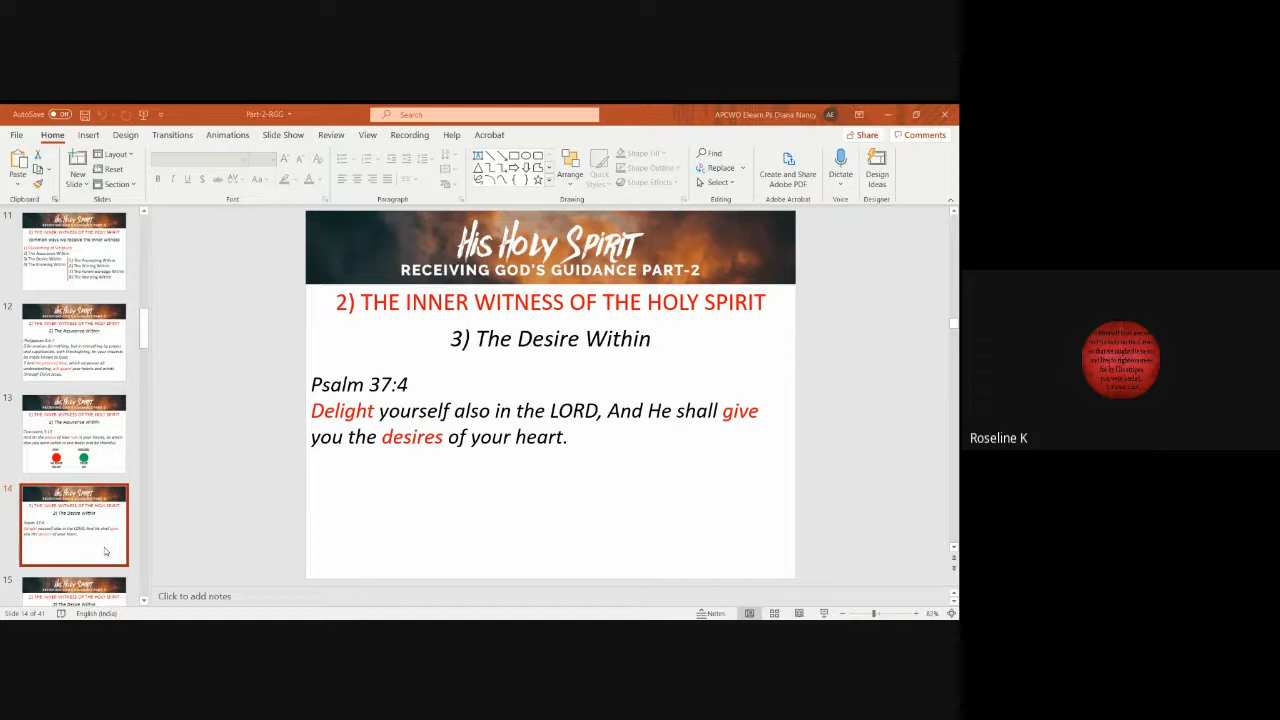 AutoSave Off
Part-2-RGG
Search
APCWO Elearn Ps Diana Nancy AE
File Home Insert Design Transitions Animations Slide Show Review View Recording Help Acrobat
Share Comments
Paste
New
Slide
Layout
Reset
Section
Arrange
Quick
Styles
Shape Fill
Shape Outline
Shape Effects
Find
Replace
Select
Create and Share
Adobe PDF
Dictate
Design
Ideas
Clipboard Slides Font Paragraph Drawing Editing Adobe Acrobat Voice Designer
11
12
13
14
15
His Holy Spirit
RECEIVING GOD'S GUIDANCE PART-2
2) THE INNER WITNESS OF THE HOLY SPIRIT
3) The Desire Within
Psalm 37:4
Delight yourself also in the LORD, And He shall give
you the desires of your heart.
Click to add notes
Slide 14 of 41 English (India) Notes 82%
Roseline K